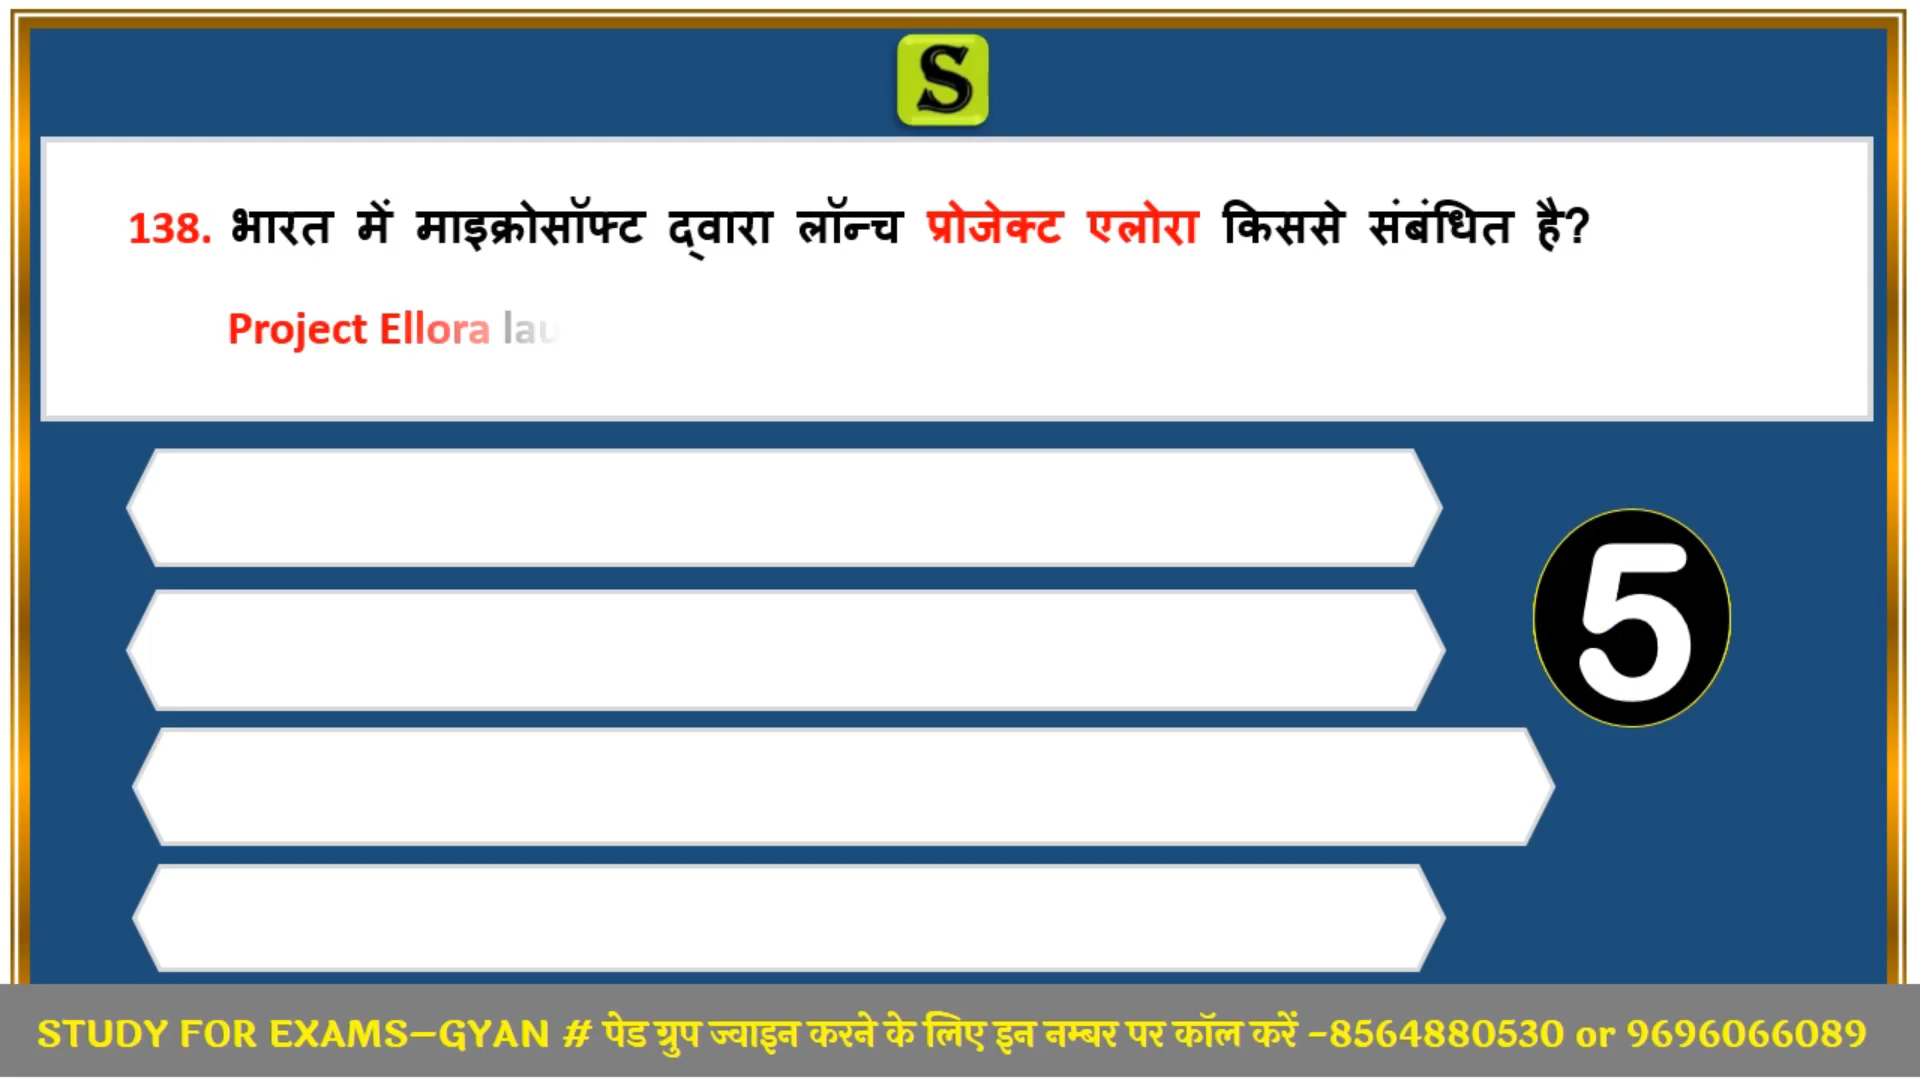 S
138. भारत में माइक्रोसॉफ्ट द्वारा लॉन्च प्रोजेक्ट एलोरा किससे संबंधित है?
Project Ellora lau
5
STUDY FOR EXAMS–GYAN # पेड ग्रुप ज्वाइन करने के लिए इन नम्बर पर कॉल करें -8564880530 or 9696066089